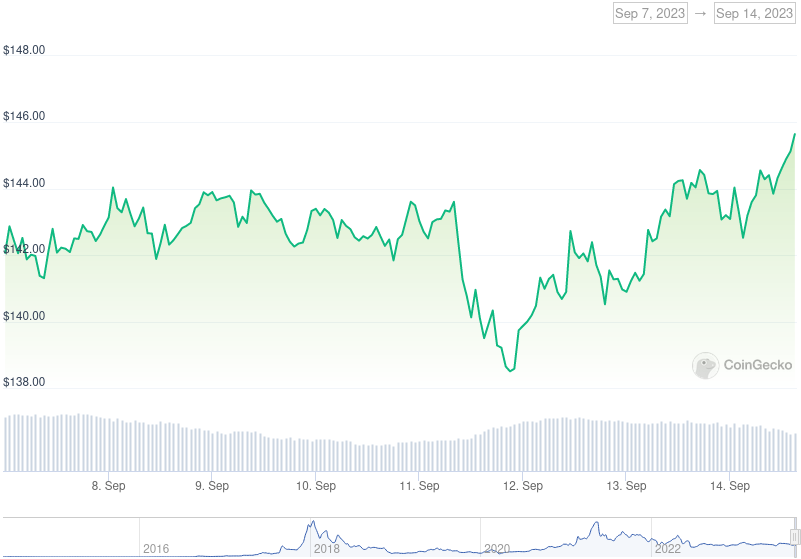 Sep 7, 2023 → Sep 14, 2023
$148.00
$146.00
$144.00
$142.00
$140.00
$138.00
CoinGecko
8. Sep 9. Sep 10. Sep 11. Sep 12. Sep 13. Sep 14. Sep
2016 2018 2020 2022